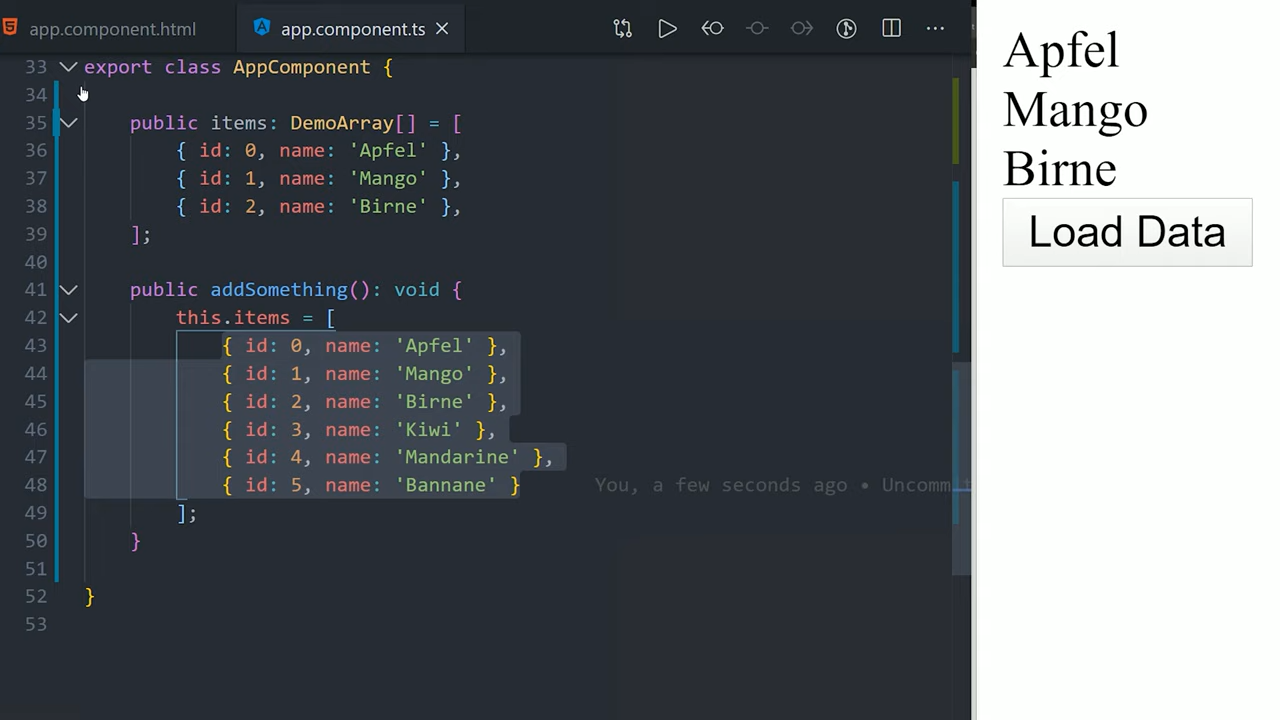 app.component.html
app.component.ts
33 export class AppComponent {
34
35 public items: DemoArray[] = [
36 { id: 0, name: 'Apfel' },
37 { id: 1, name: 'Mango' },
38 { id: 2, name: 'Birne' },
39 ];
40
41 public addSomething(): void {
42 this.items = [
43 { id: 0, name: 'Apfel' },
44 { id: 1, name: 'Mango' },
45 { id: 2, name: 'Birne' },
46 { id: 3, name: 'Kiwi' },
47 { id: 4, name: 'Mandarine' },
48 { id: 5, name: 'Bannane' } You, a few seconds ago • Uncommit
49 ];
50 }
51
52 }
53
Apfel
Mango
Birne
Load Data